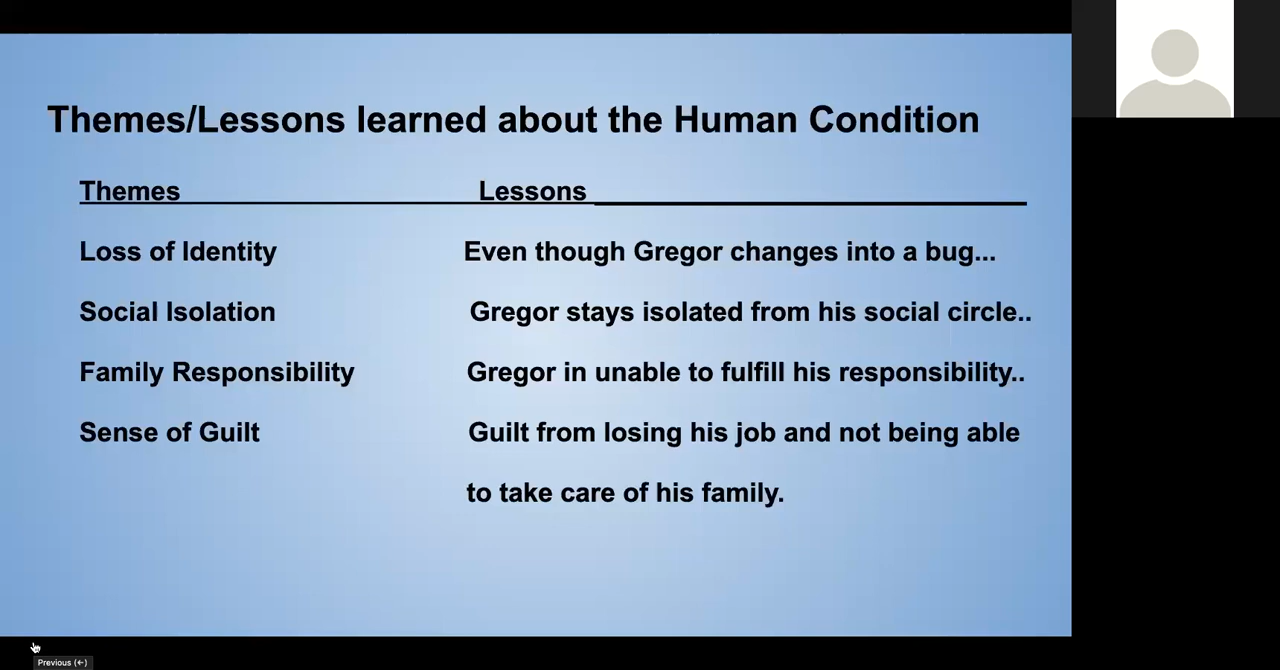 Themes/Lessons learned about the Human Condition
Themes Lessons
Loss of Identity Even though Gregor changes into a bug...
Social Isolation Gregor stays isolated from his social circle..
Family Responsibility Gregor in unable to fulfill his responsibility..
Sense of Guilt Guilt from losing his job and not being able
to take care of his family.
Previous (←)